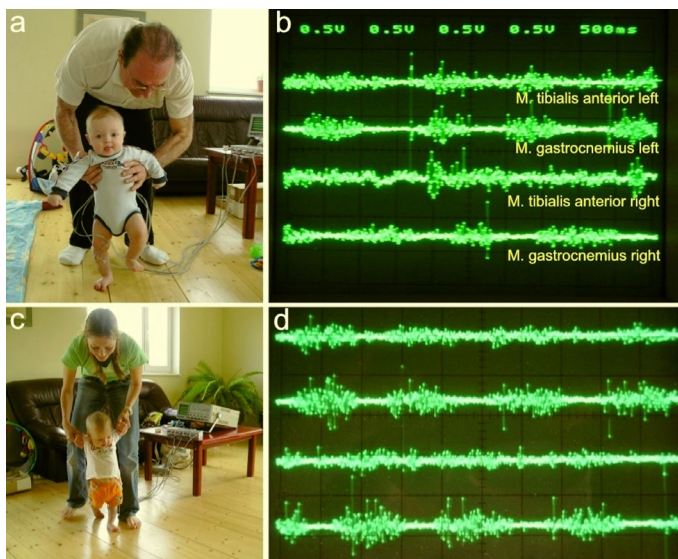 a
b
0.5V 0.5V 0.5V 0.5V 500ms
M. tibialis anterior left
M. gastrocnemius left
M. tibialis anterior right
M. gastrocnemius right
c
d